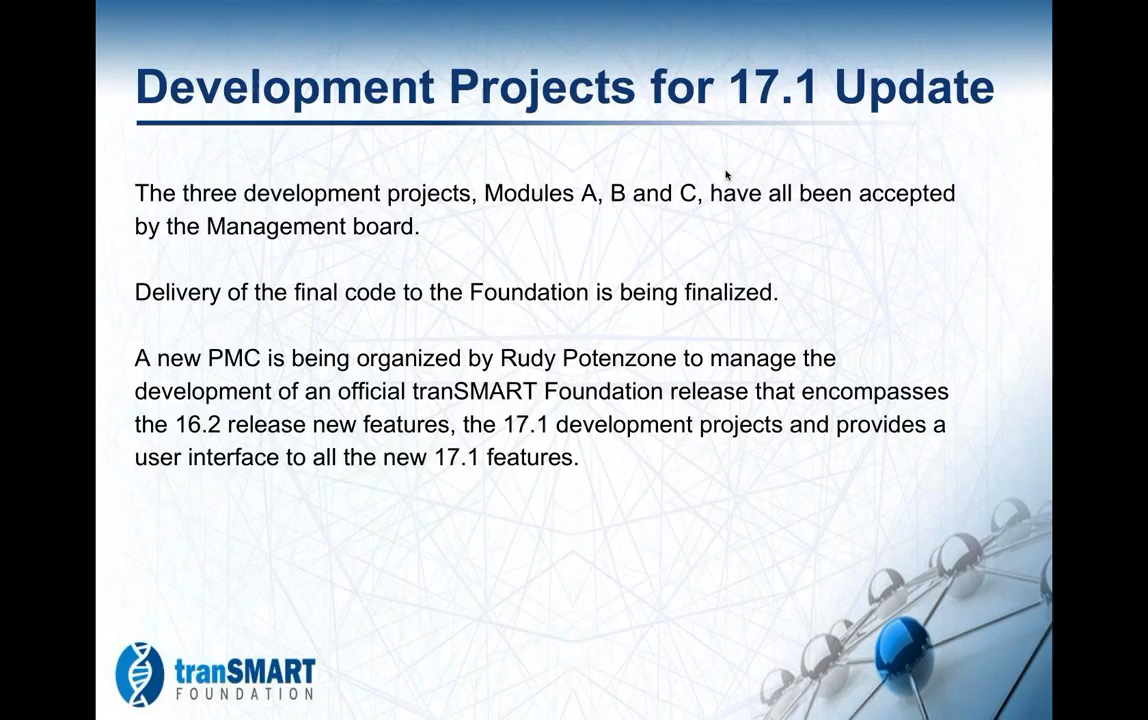 Development Projects for 17.1 Update
The three development projects, Modules A, B and C, have all been accepted
by the Management board.
Delivery of the final code to the Foundation is being finalized.
A new PMC is being organized by Rudy Potenzone to manage the
development of an official tranSMART Foundation release that encompasses
the 16.2 release new features, the 17.1 development projects and provides a
user interface to all the new 17.1 features.
tranSMART
FOUNDATION